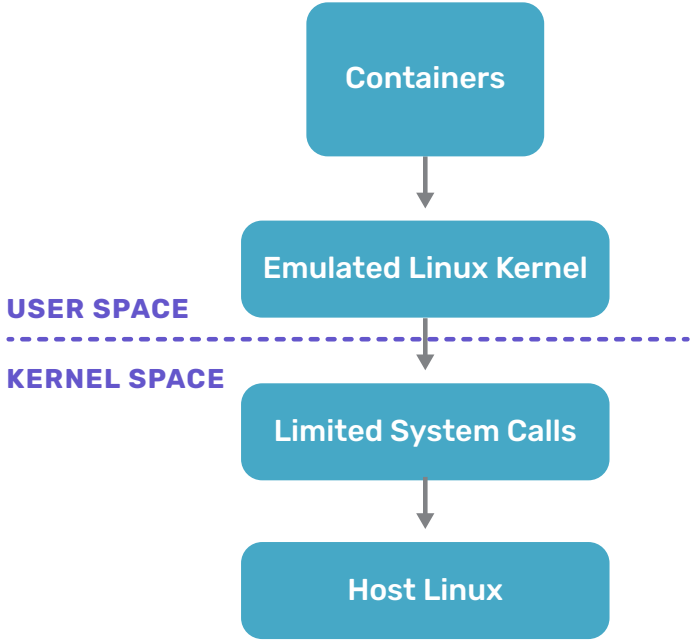 Containers
Emulated Linux Kernel
USER SPACE
KERNEL SPACE
Limited System Calls
Host Linux